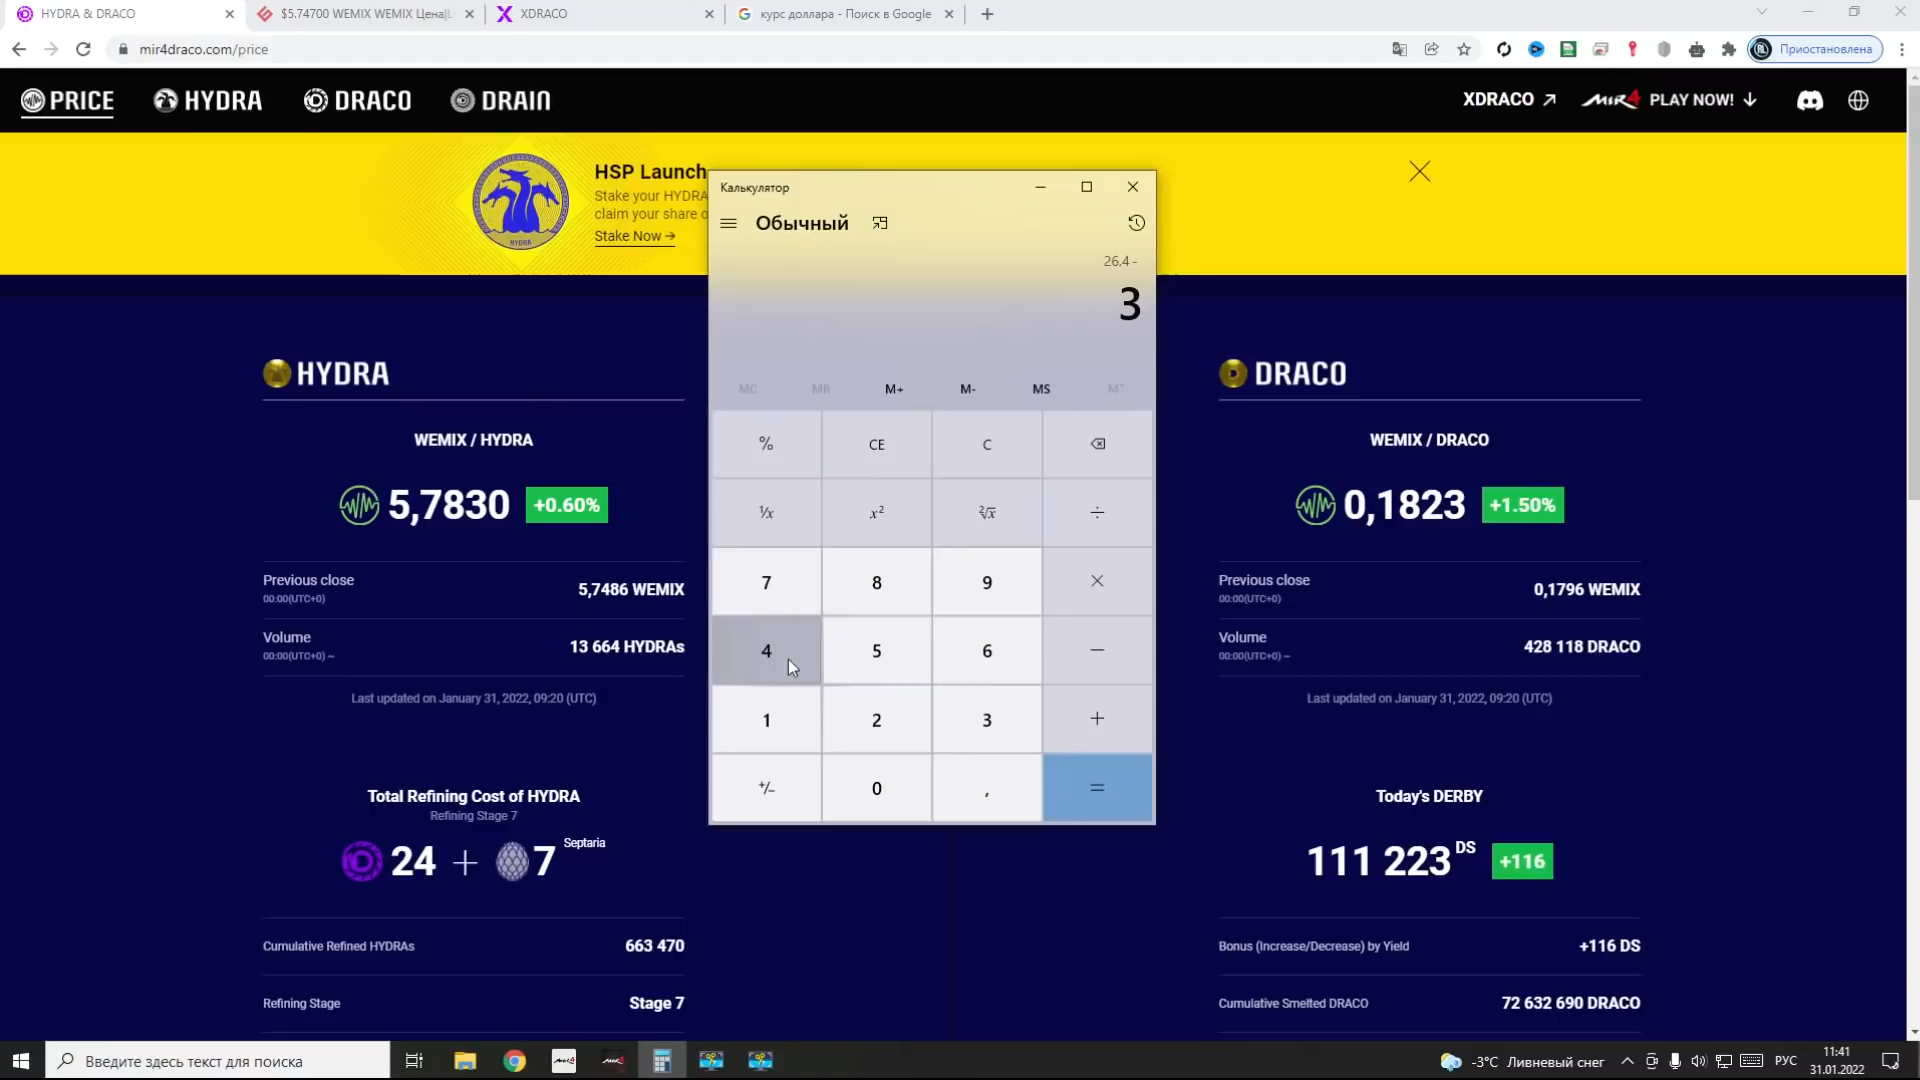 HYDRA & DRACO
$5.74700 WEMIX WEMIX Цена
XDRACO
курс доллара - Поиск в Google
mir4draco.com/price
Приостановлена
PRICE
HYDRA
DRACO
DRAIN
XDRACO
MIR4 PLAY NOW!
HSP Launch
Stake your HYDRA
claim your share o
Stake Now →
HYDRA
Калькулятор
Обычный
26,4 -
3
MC MR M+ M- MS M˅
% CE C
¹/x x² ²√x ÷
7 8 9 ×
4 5 6 −
1 2 3 +
+/− 0 , =
HYDRA
WEMIX / HYDRA
5,7830 +0.60%
Previous close
00:00(UTC+0)
5,7486 WEMIX
Volume
00:00(UTC+0) ~
13 664 HYDRAs
Last updated on January 31, 2022, 09:20 (UTC)
Total Refining Cost of HYDRA
Refining Stage 7
24 + 7 Septaria
Cumulative Refined HYDRAs 663 470
Refining Stage Stage 7
DRACO
WEMIX / DRACO
0,1823 +1.50%
Previous close
00:00(UTC+0)
0,1796 WEMIX
Volume
00:00(UTC+0) ~
428 118 DRACO
Last updated on January 31, 2022, 09:20 (UTC)
Today's DERBY
111 223 DS +116
Bonus (Increase/Decrease) by Yield +116 DS
Cumulative Smelted DRACO 72 632 690 DRACO
Введите здесь текст для поиска
-3°C Ливневый снег
РУС
11:41
31.01.2022